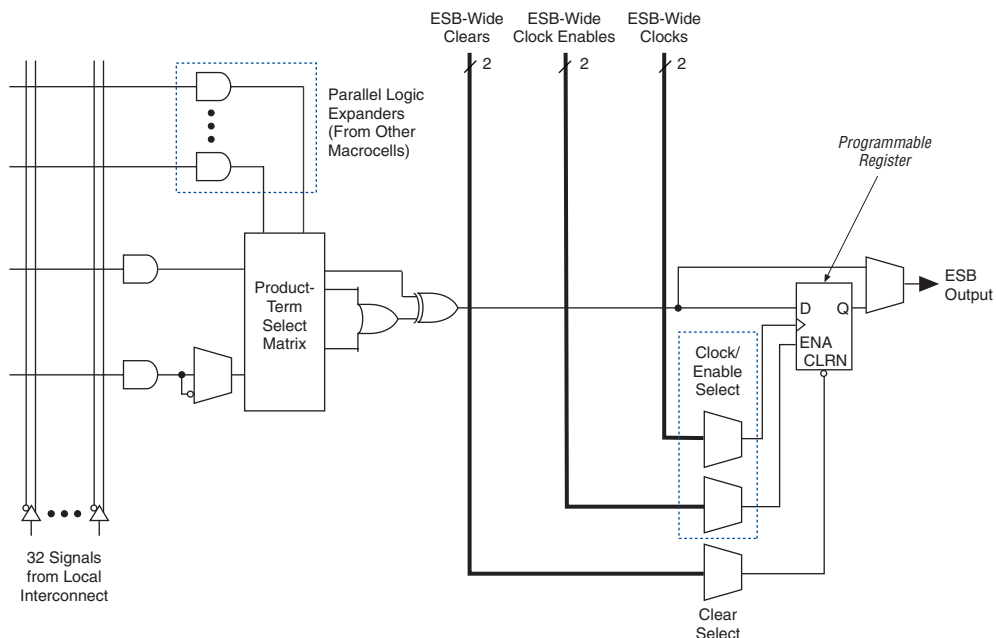 ESB-Wide
Clears
ESB-Wide
Clock Enables
ESB-Wide
Clocks
2
2
2
Parallel Logic
Expanders
(From Other
Macrocells)
Programmable
Register
Product-
Term
Select
Matrix
D
Q
ENA
CLRN
ESB
Output
Clock/
Enable
Select
32 Signals
from Local
Interconnect
Clear
Select